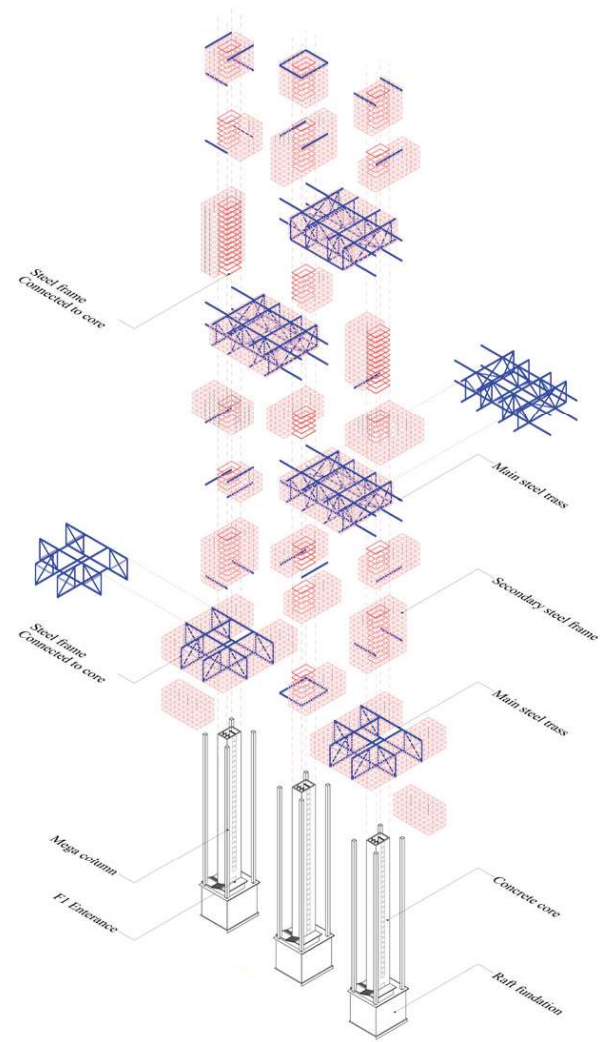 Steel frame
Connected to core
Main steel trass
Secondary steel frame
Steel frame
Connected to core
Main steel trass
Mega column
F1 Enterance
Concrete core
Raft fundation